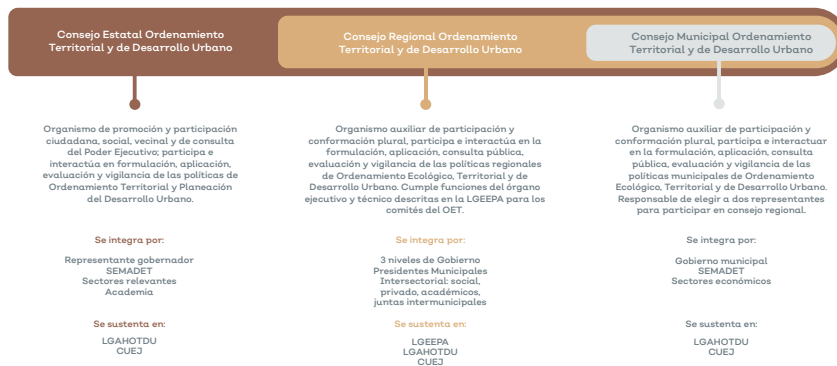 Consejo Estatal Ordenamiento
Territorial y de Desarrollo Urbano
Organismo de promoción y participación
ciudadana, social, vecinal y de consulta
del Poder Ejecutivo; participa e
interactúa en formulación, aplicación,
evaluación y vigilancia de las políticas de
Ordenamiento Territorial y Planeación
del Desarrollo Urbano.
Se integra por:
Representante gobernador
SEMADET
Sectores relevantes
Academia
Se sustenta en:
LGAHOTDU
CUEJ
Consejo Regional Ordenamiento
Territorial y de Desarrollo Urbano
Organismo auxiliar de participación y
conformación plural, participa e interactúa en la
formulación, aplicación, consulta pública,
evaluación y vigilancia de las políticas regionales
de Ordenamiento Ecológico, Territorial y de
Desarrollo Urbano. Cumple funciones del órgano
ejecutivo y técnico descritas en la LGEEPA para los
comités del OET.
Se integra por:
3 niveles de Gobierno
Presidentes Municipales
Intersectorial: social,
privado, académicos,
juntas intermunicipales
Se sustenta en:
LGEEPA
LGAHOTDU
CUEJ
Consejo Municipal Ordenamiento
Territorial y de Desarrollo Urbano
Organismo auxiliar de participación y
conformación plural, participa e interactuar
en la formulación, aplicación, consulta
pública, evaluación y vigilancia de las
políticas municipales de Ordenamiento
Ecológico, Territorial y de Desarrollo Urbano.
Responsable de elegir a dos representantes
para participar en consejo regional.
Se integra por:
Gobierno municipal
SEMADET
Sectores económicos
Se sustenta en:
LGAHOTDU
CUEJ